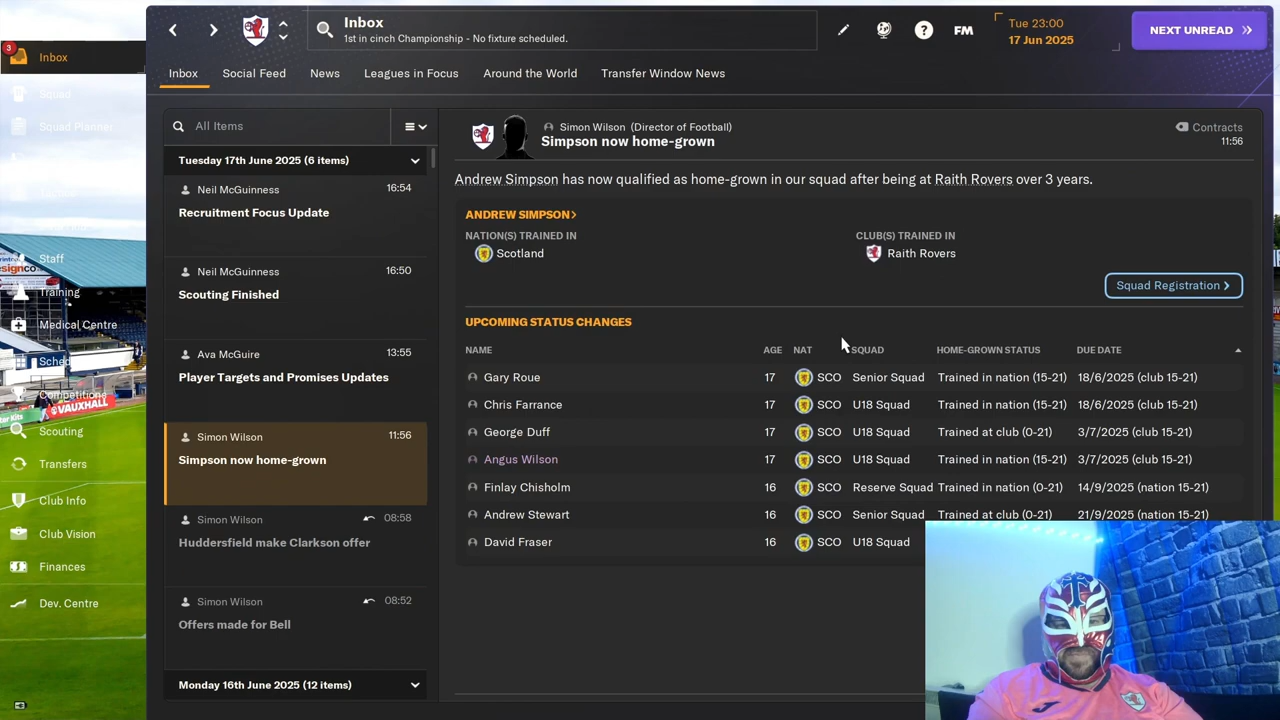 Inbox
1st in cinch Championship - No fixture scheduled.
FM
Tue 23:00
17 Jun 2025
NEXT UNREAD
3
Inbox
Squad
Squad Planner
Staff
Training
Medical Centre
Sched
Competitions
VAUXHALL
Scouting
Transfers
Club Info
Club Vision
Finances
Dev. Centre
Inbox Social Feed News Leagues in Focus Around the World Transfer Window News
All Items
Tuesday 17th June 2025 (6 items)
Neil McGuinness 16:54
Recruitment Focus Update
Neil McGuinness 16:50
Scouting Finished
Ava McGuire 13:55
Player Targets and Promises Updates
Simon Wilson 11:56
Simpson now home-grown
Simon Wilson 08:58
Huddersfield make Clarkson offer
Simon Wilson 08:52
Offers made for Bell
Monday 16th June 2025 (12 items)
Simon Wilson (Director of Football)
Simpson now home-grown
Contracts
11:56
Andrew Simpson has now qualified as home-grown in our squad after being at Raith Rovers over 3 years.
ANDREW SIMPSON>
NATION(S) TRAINED IN CLUB(S) TRAINED IN
Scotland Raith Rovers
Squad Registration >
UPCOMING STATUS CHANGES
NAME AGE NAT SQUAD HOME-GROWN STATUS DUE DATE
Gary Roue 17 SCO Senior Squad Trained in nation (15-21) 18/6/2025 (club 15-21)
Chris Farrance 17 SCO U18 Squad Trained in nation (15-21) 18/6/2025 (club 15-21)
George Duff 17 SCO U18 Squad Trained at club (0-21) 3/7/2025 (club 15-21)
Angus Wilson 17 SCO U18 Squad Trained in nation (15-21) 3/7/2025 (club 15-21)
Finlay Chisholm 16 SCO Reserve Squad Trained in nation (0-21) 14/9/2025 (nation 15-21)
Andrew Stewart 16 SCO Senior Squad Trained at club (0-21) 21/9/2025 (nation 15-21)
David Fraser 16 SCO U18 Squad